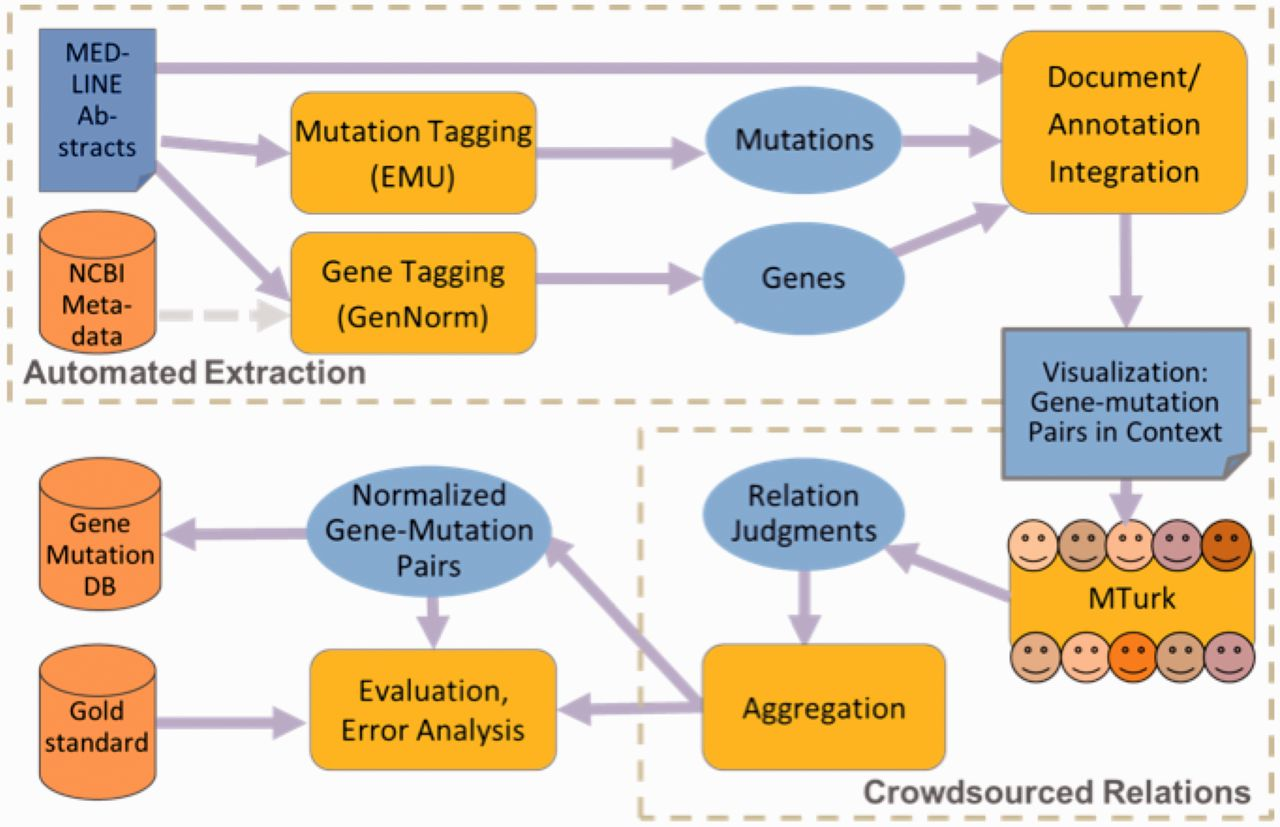 MED-
LINE
Ab-
stracts
Mutation Tagging
(EMU)
Mutations
Document/
Annotation
Integration
NCBI
Meta-
data
Gene Tagging
(GenNorm)
Genes
Automated Extraction
Visualization:
Gene-mutation
Pairs in Context
Gene
Mutation
DB
Normalized
Gene-Mutation
Pairs
Relation
Judgments
MTurk
Gold
standard
Evaluation,
Error Analysis
Aggregation
Crowdsourced Relations